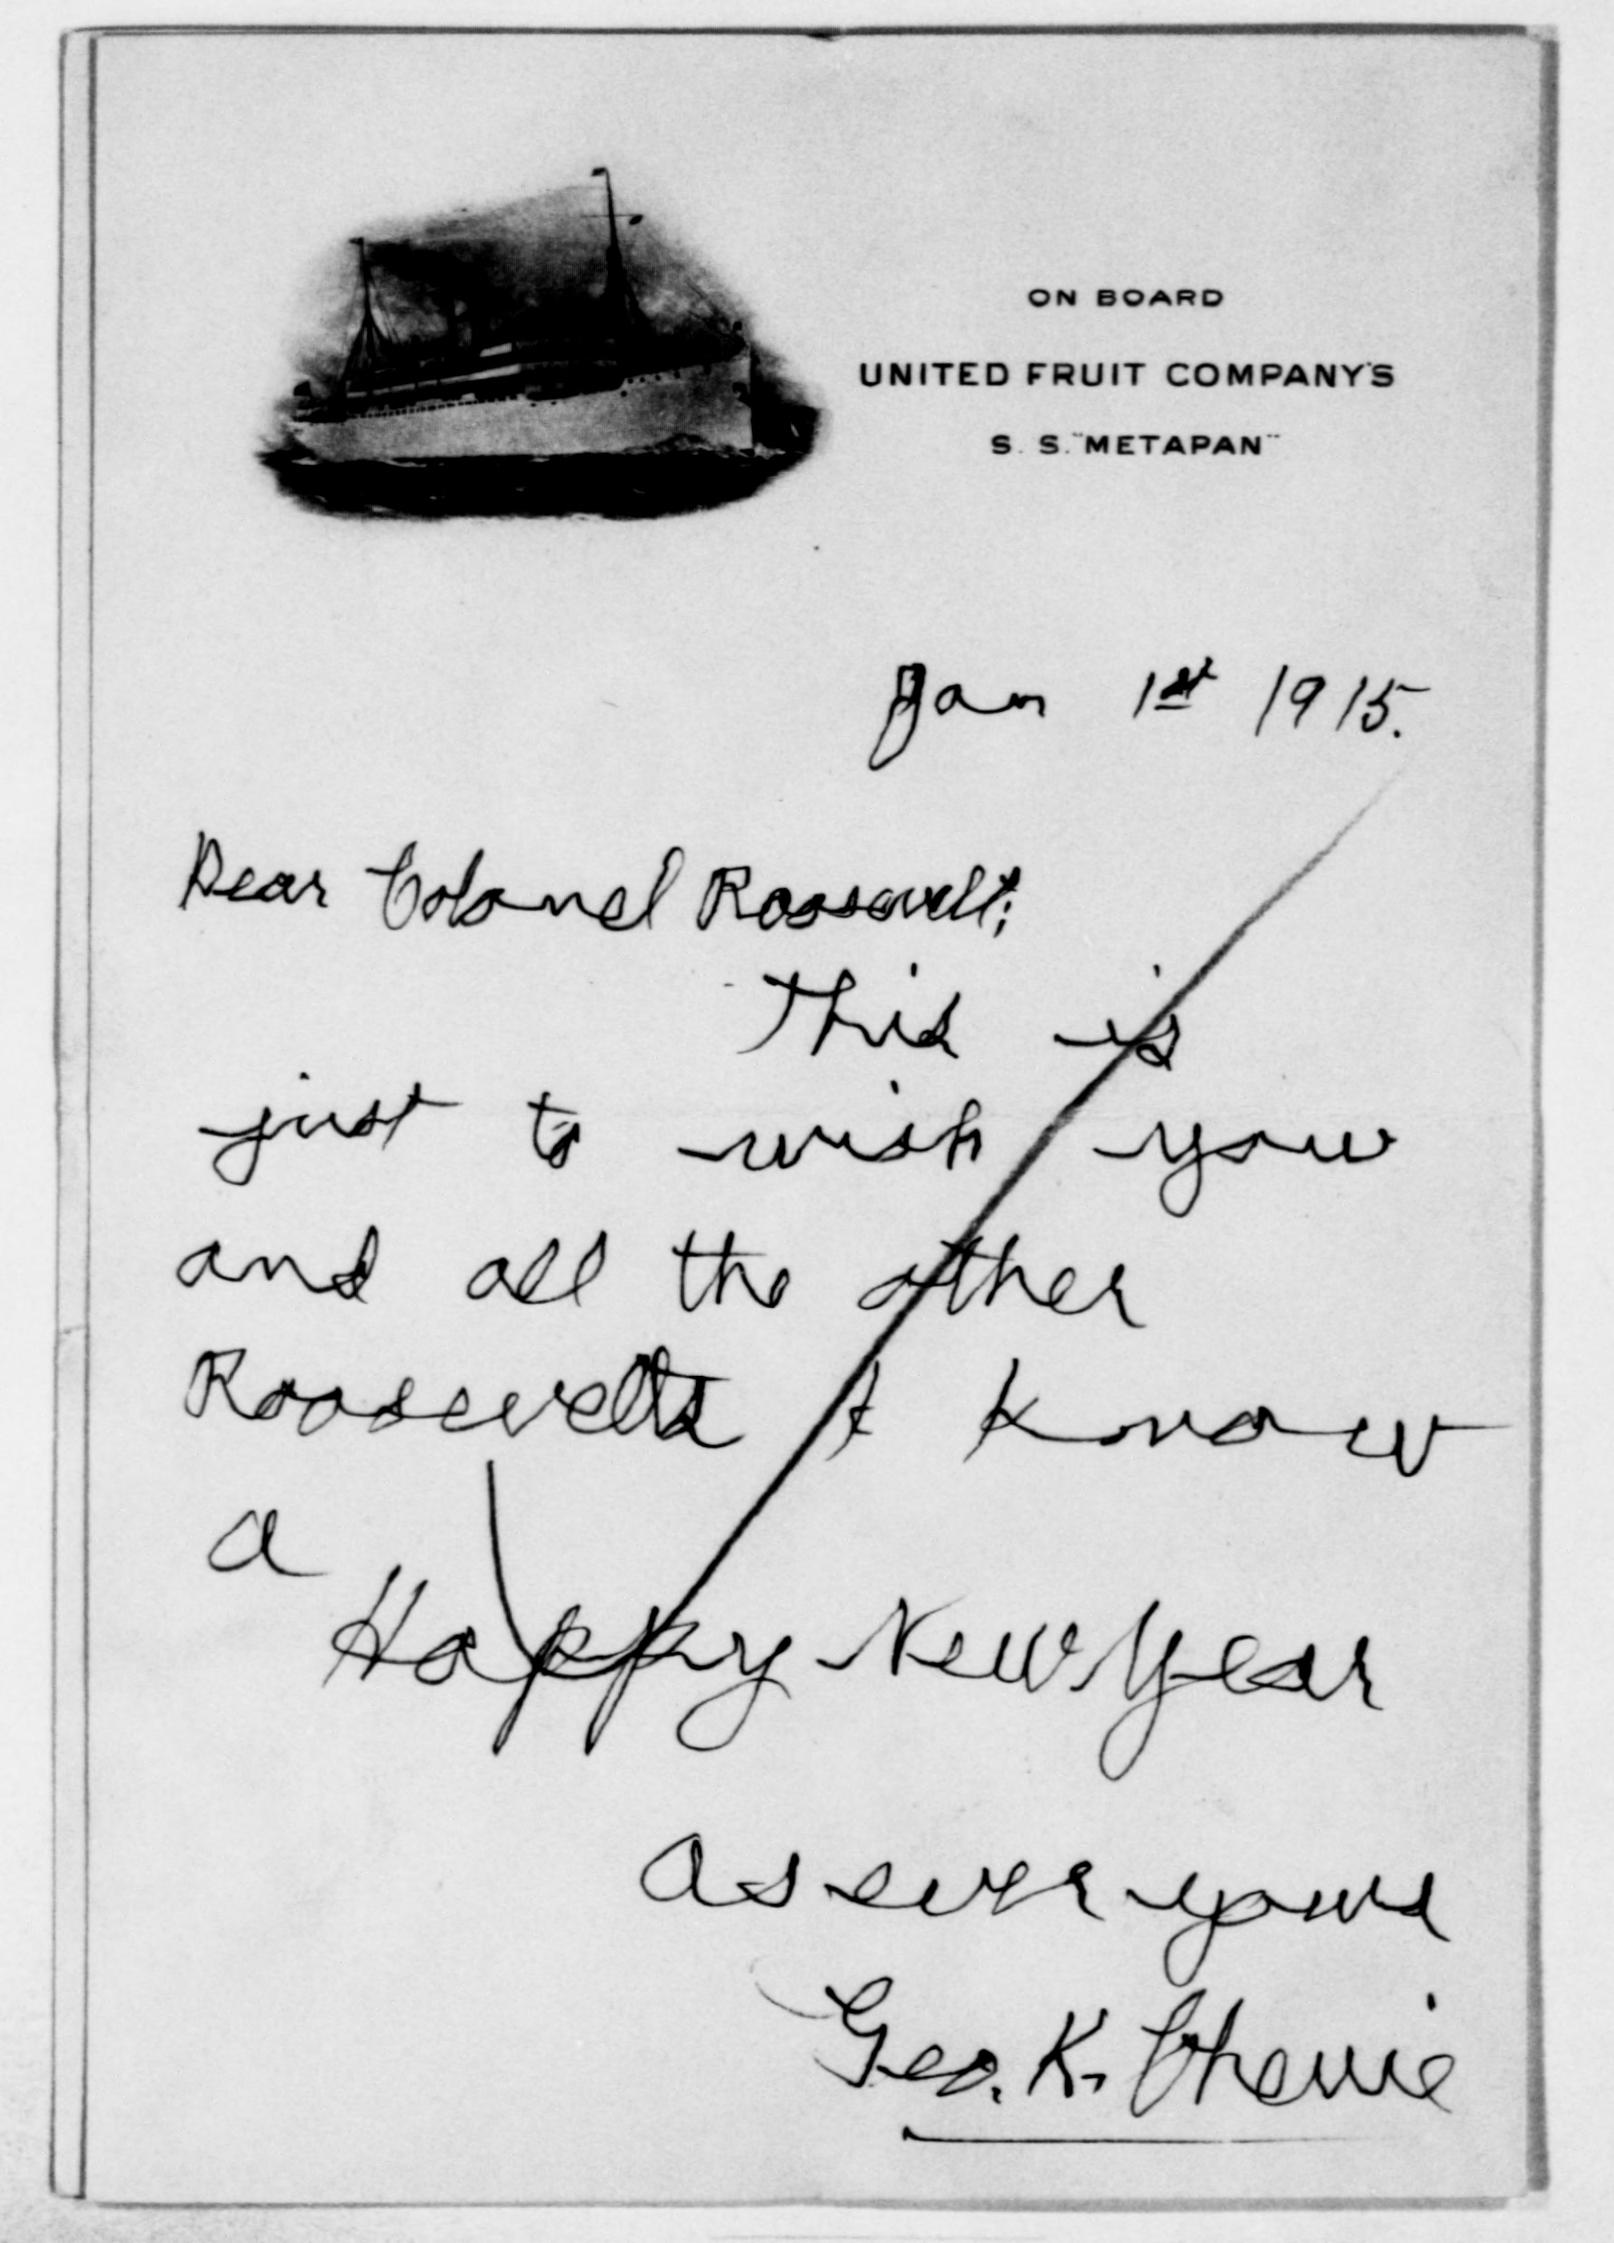 ON BOARD
UNITED FRUIT COMPANY'S
S. S. "METAPAN"
Jan 1st 1915.
Dear Colonel Roosevelt;
This is
just to wish you
and all the other
Roosevelts I know
a
Happy New Year
As ever yours
Geo. K. Cherrie